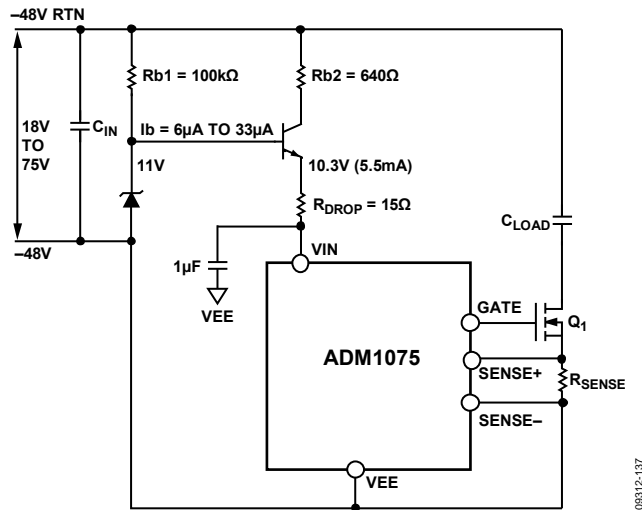 –48V RTN
Rb1 = 100kΩ
Rb2 = 640Ω
18V
TO
75V
CIN
Ib = 6µA TO 33µA
11V
10.3V (5.5mA)
RDROP = 15Ω
CLOAD
–48V
1µF
VIN
VEE
GATE
Q1
ADM1075
SENSE+
RSENSE
SENSE–
VEE
09312-137